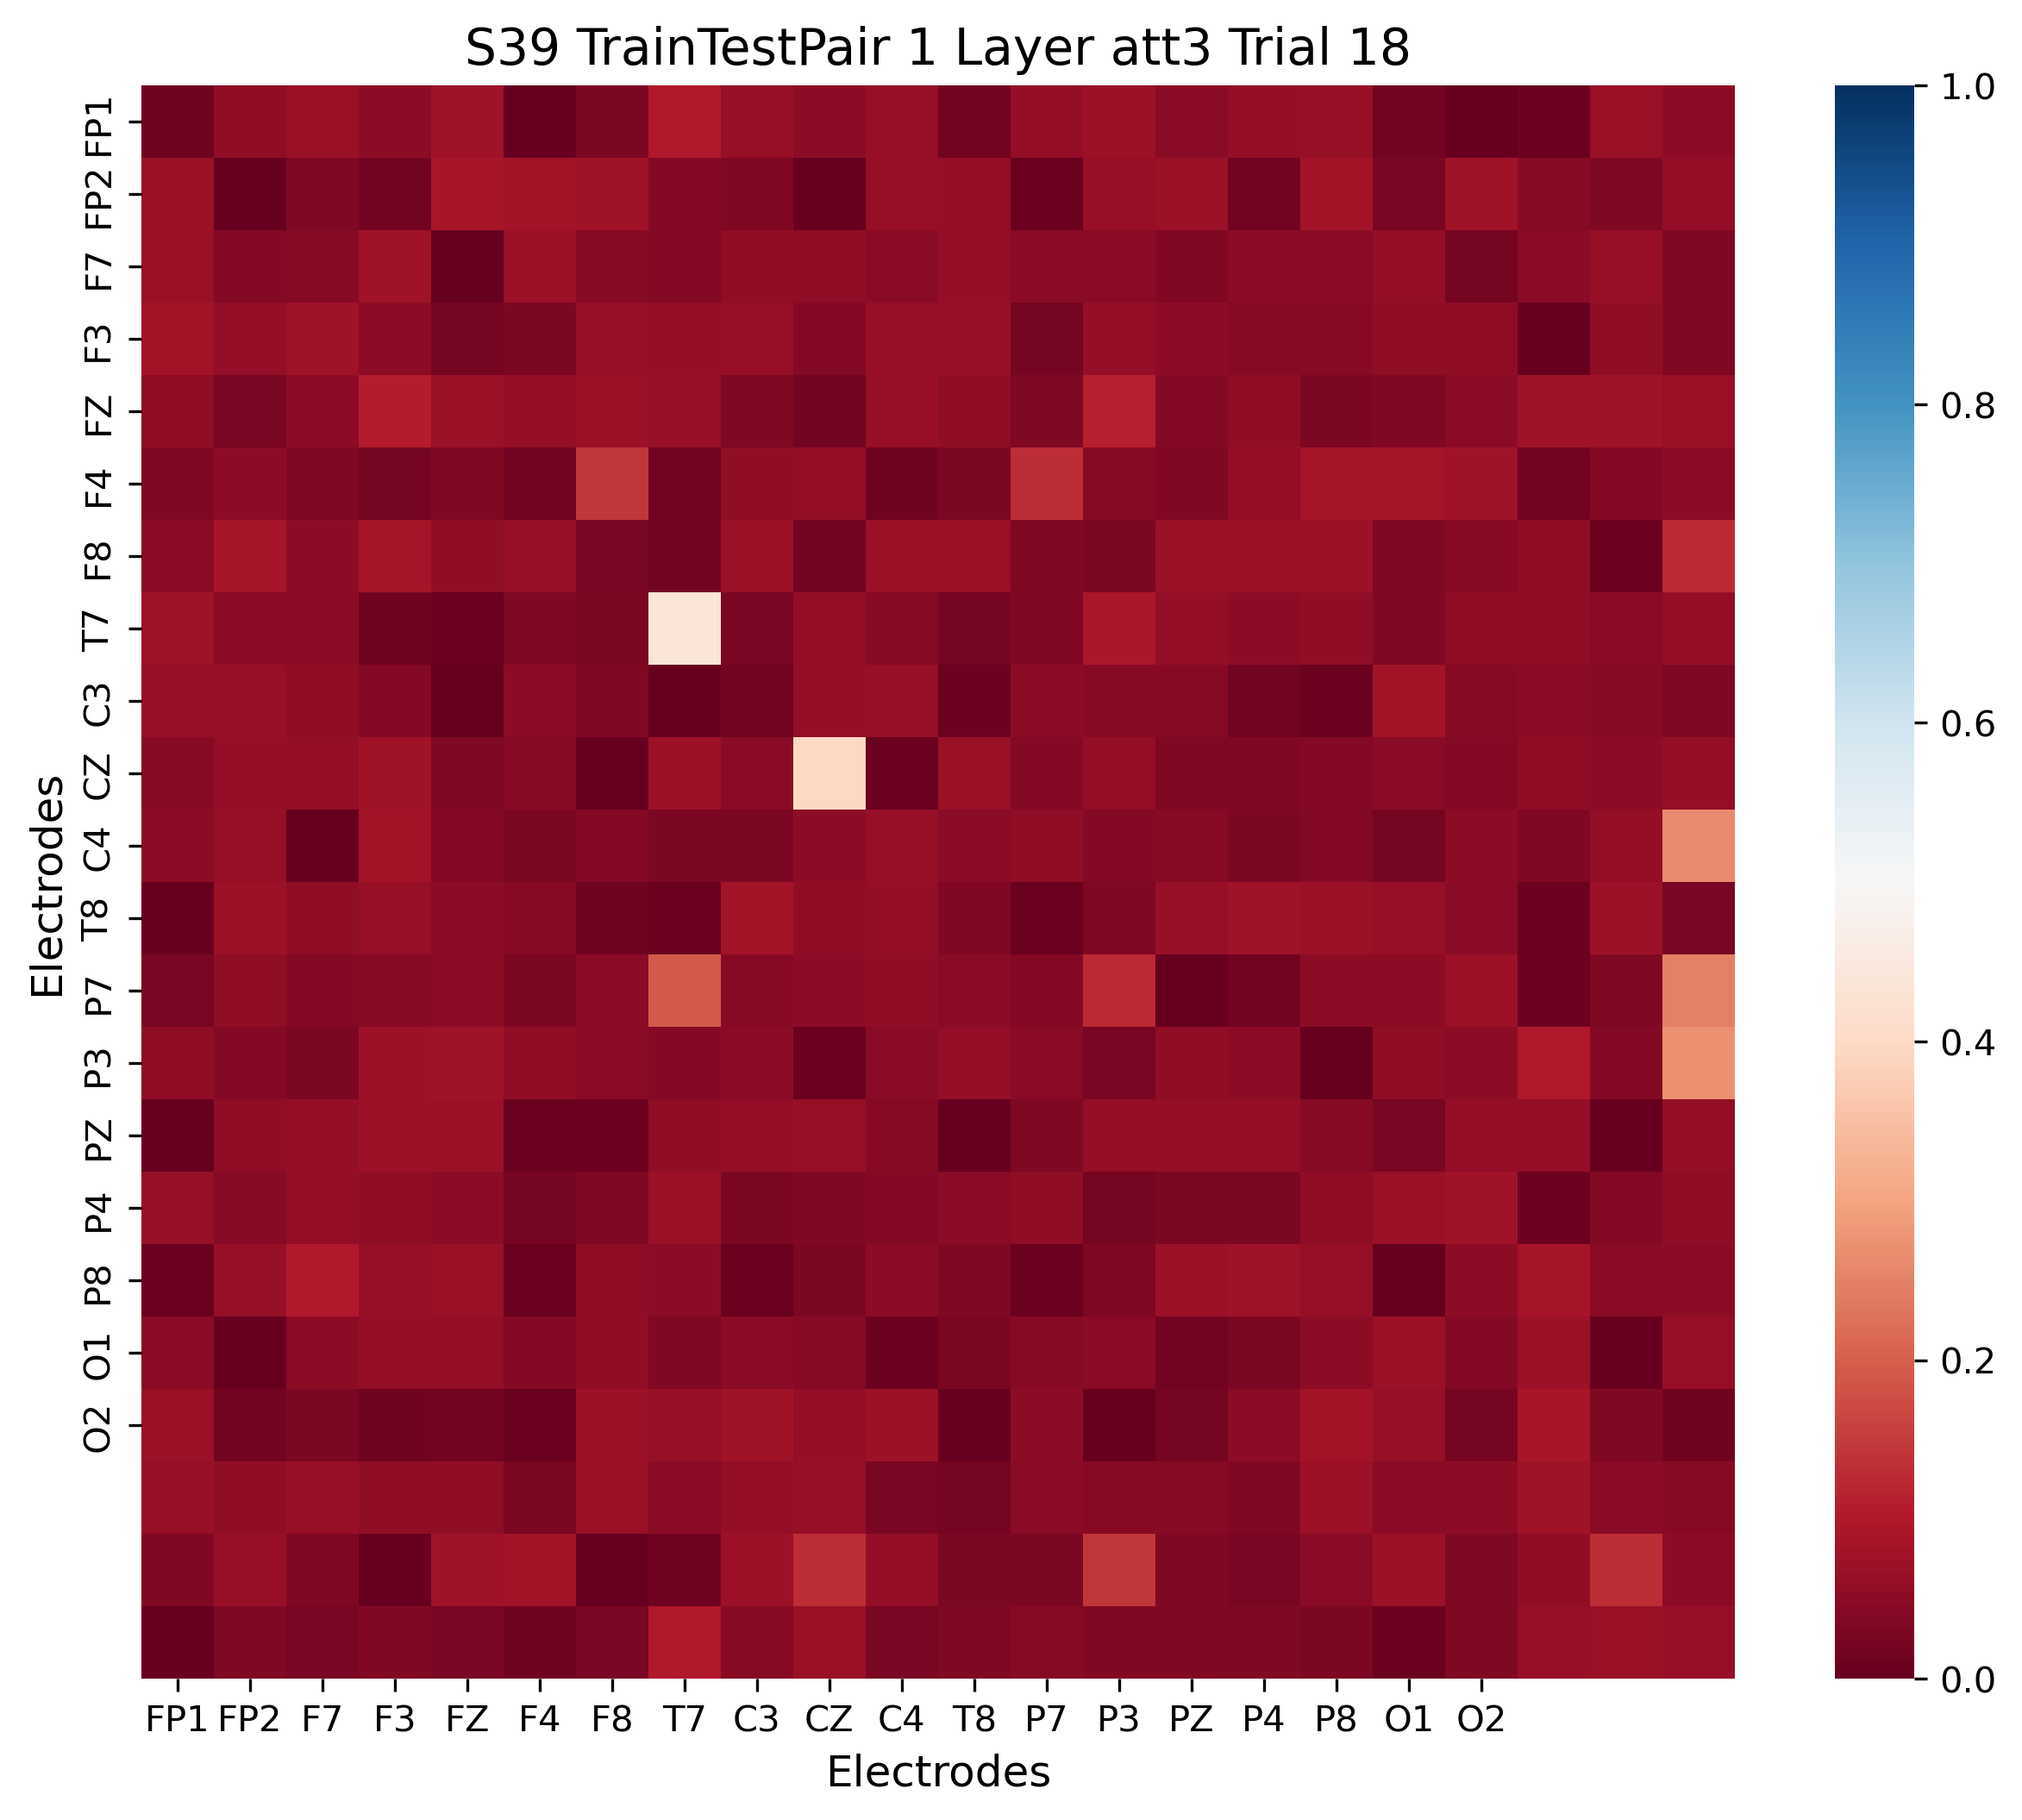 S39 TrainTestPair 1 Layer att3 Trial 18
Electrodes
FP1
FP2
F7
F3
FZ
F4
F8
T7
C3
CZ
C4
T8
P7
P3
PZ
P4
P8
O1
O2
FP1 FP2 F7 F3 FZ F4 F8 T7 C3 CZ C4 T8 P7 P3 PZ P4 P8 O1 O2
Electrodes
1.0
0.8
0.6
0.4
0.2
0.0